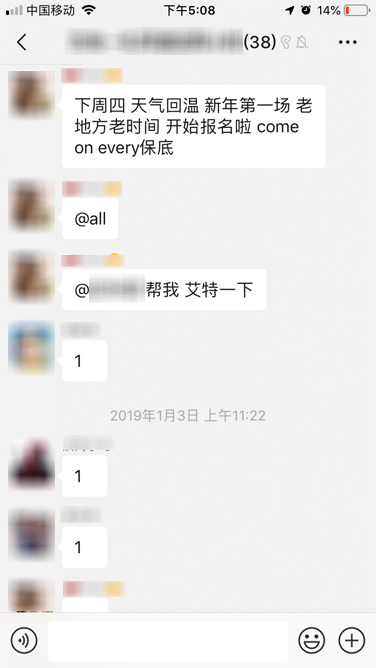 中国移动 下午5:08 14%
(38)
下周四 天气回温 新年第一场 老
地方老时间 开始报名啦 come
on every保底
@all
@ 帮我 艾特一下
1
2019年1月3日 上午11:22
1
1